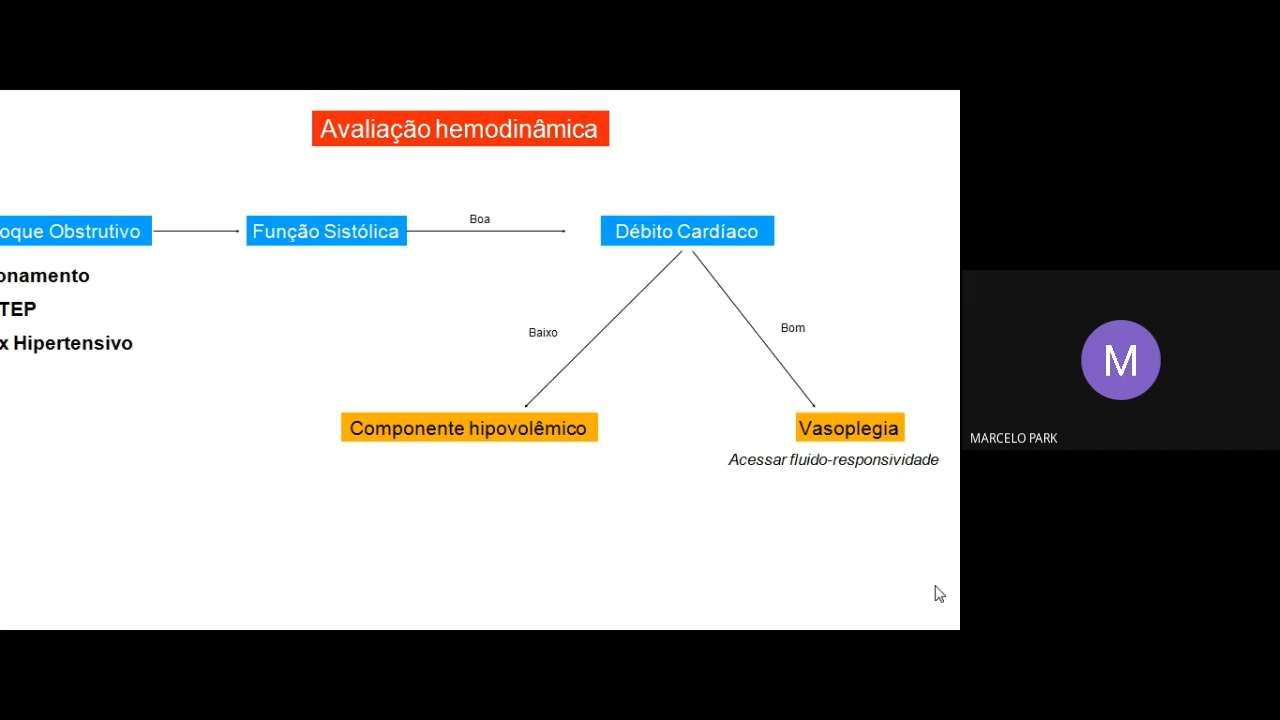 Avaliação hemodinâmica
oque Obstrutivo
Função Sistólica
Boa
Débito Cardíaco
onamento
TEP
x Hipertensivo
Baixo
Bom
Componente hipovolêmico
Vasoplegia
Acessar fluido-responsividade
M
MARCELO PARK